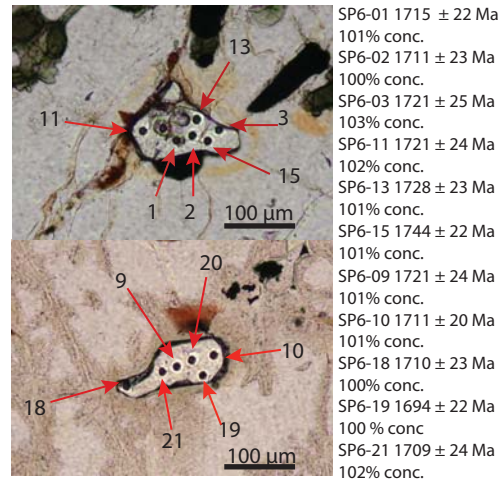 13
11
3
1
2
15
100 µm
20
9
10
18
21
19
100 µm
SP6-01 1715 ± 22 Ma
101% conc.
SP6-02 1711 ± 23 Ma
100% conc.
SP6-03 1721 ± 25 Ma
103% conc.
SP6-11 1721 ± 24 Ma
102% conc.
SP6-13 1728 ± 23 Ma
101% conc.
SP6-15 1744 ± 22 Ma
101% conc.
SP6-09 1721 ± 24 Ma
101% conc.
SP6-10 1711 ± 20 Ma
101% conc.
SP6-18 1710 ± 23 Ma
100% conc.
SP6-19 1694 ± 22 Ma
100 % conc
SP6-21 1709 ± 24 Ma
102% conc.